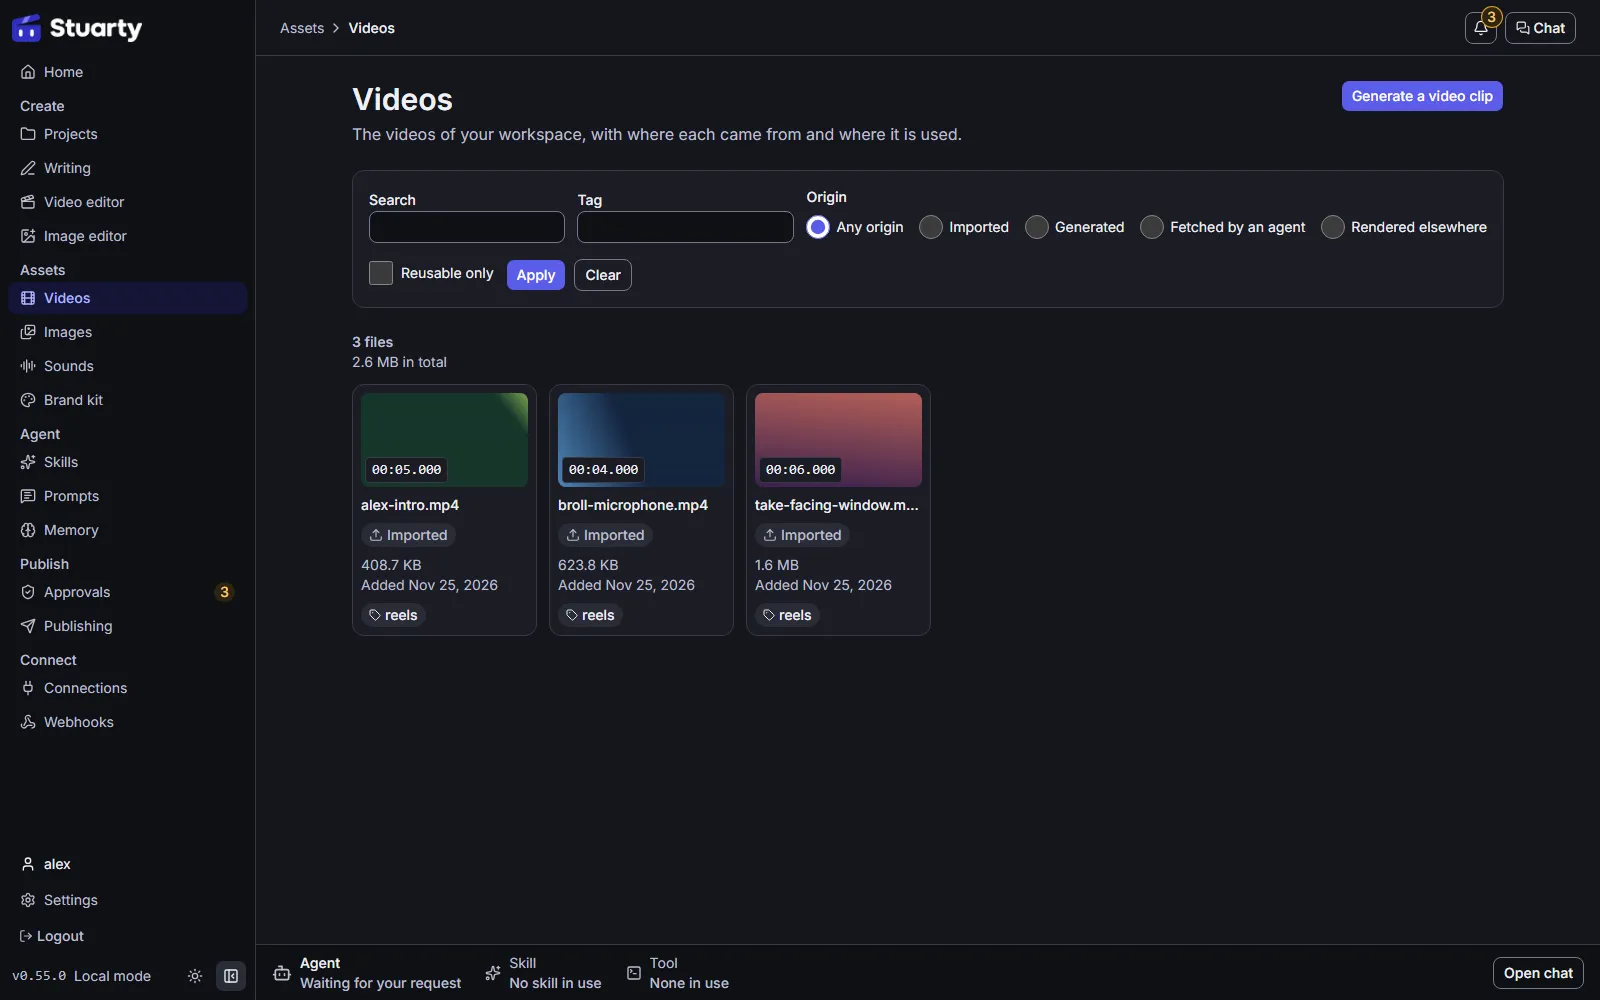 Stuarty
Home
Create
Projects
Writing
Video editor
Image editor
Assets
Videos
Images
Sounds
Brand kit
Agent
Skills
Prompts
Memory
Publish
Approvals 3
Publishing
Connect
Connections
Webhooks
alex
Settings
Logout
v0.55.0 Local mode
Assets > Videos
3
Chat
Videos
Generate a video clip
The videos of your workspace, with where each came from and where it is used.
Search
Tag
Origin
Any origin
Imported
Generated
Fetched by an agent
Rendered elsewhere
Reusable only
Apply
Clear
3 files
2.6 MB in total
00:05.000
alex-intro.mp4
Imported
408.7 KB
Added Nov 25, 2026
reels
00:04.000
broll-microphone.mp4
Imported
623.8 KB
Added Nov 25, 2026
reels
00:06.000
take-facing-window.m...
Imported
1.6 MB
Added Nov 25, 2026
reels
Agent
Waiting for your request
Skill
No skill in use
Tool
None in use
Open chat